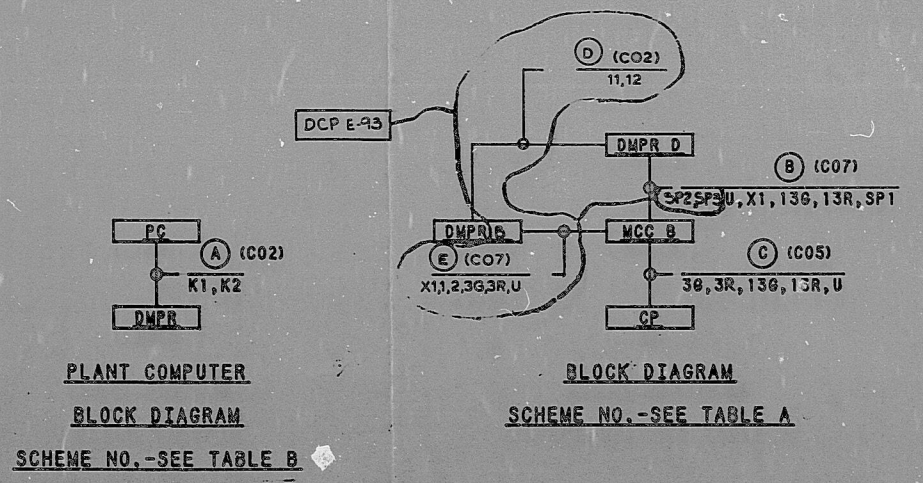 D (C02)
11,12
DCP E-93
DMPR D
B (C07)
SP2,SP3,U,X1,13G,13R,SP1
PC
DMPR B
MCC B
A (C02)
K1,K2
E (C07)
X1,1,2,3G,3R,U
C (C05)
3G,3R,13G,13R,U
DMPR
CP
PLANT COMPUTER
BLOCK DIAGRAM
SCHEME NO.-SEE TABLE B
BLOCK DIAGRAM
SCHEME NO.-SEE TABLE A